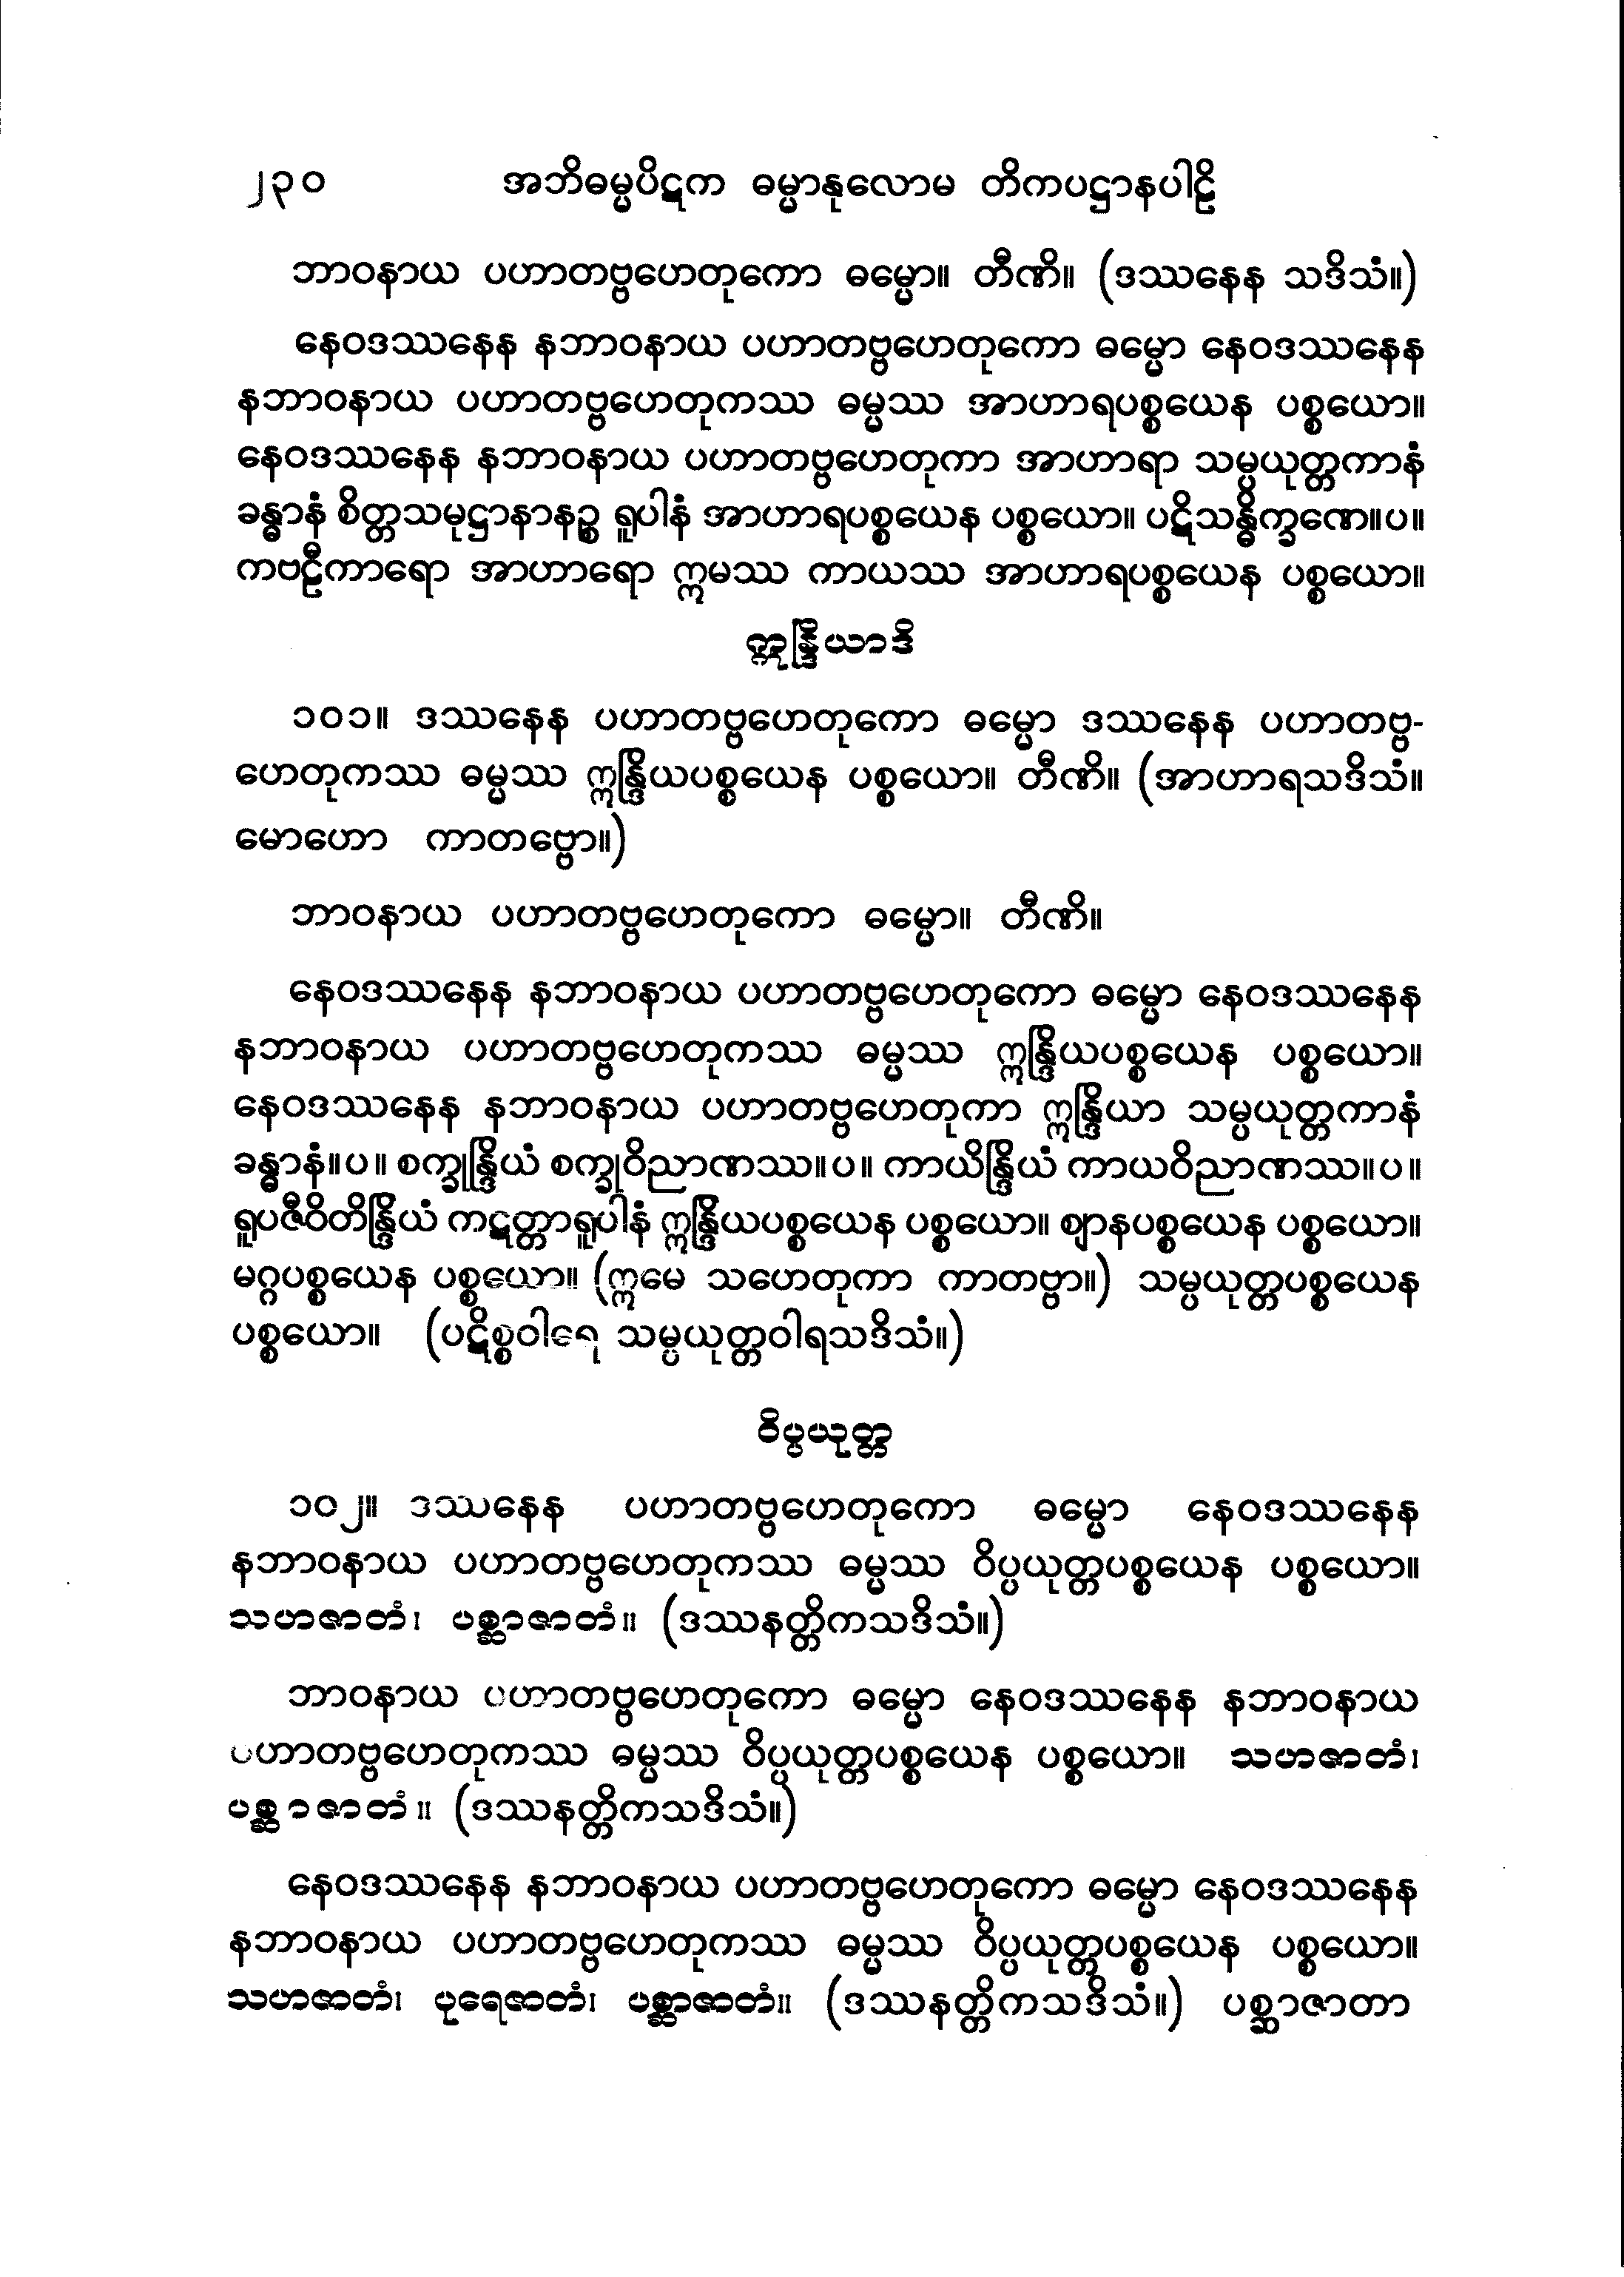 ၂၃၀ အဘိဓမ္မပိဋက ဓမ္မာနုလောမ တိကပဋ္ဌာနပါဠိ
ဘာဝနာယ ပဟာတဗ္ဗဟေတုကော ဓမ္မော။ တီဏိ။ (ဒဿနေန သဒိသံ။)
နေဝဒဿနေန နဘာဝနာယ ပဟာတဗ္ဗဟေတုကော ဓမ္မော နေဝဒဿနေန
နဘာဝနာယ ပဟာတဗ္ဗဟေတုကဿ ဓမ္မဿ အာဟာရပစ္စယေန ပစ္စယော။
နေဝဒဿနေန နဘာဝနာယ ပဟာတဗ္ဗဟေတုကာ အာဟာရာ သမ္ပယုတ္တကာနံ
ခန္ဓာနံ စိတ္တသမုဋ္ဌာနာနဉ္စ ရူပါနံ အာဟာရပစ္စယေန ပစ္စယော။ ပဋိသန္ဓိက္ခဏေ။ပ။
ကဗဠီကာရော အာဟာရော ဣမဿ ကာယဿ အာဟာရပစ္စယေန ပစ္စယော။
ဣန္ဒြိယာဒိ
၁၀၁။ ဒဿနေန ပဟာတဗ္ဗဟေတုကော ဓမ္မော ဒဿနေန ပဟာတဗ္ဗ-
ဟေတုကဿ ဓမ္မဿ ဣန္ဒြိယပစ္စယေန ပစ္စယော။ တီဏိ။ (အာဟာရသဒိသံ။
မောဟော ကာတဗ္ဗော။)
ဘာဝနာယ ပဟာတဗ္ဗဟေတုကော ဓမ္မော။ တီဏိ။
နေဝဒဿနေန နဘာဝနာယ ပဟာတဗ္ဗဟေတုကော ဓမ္မော နေဝဒဿနေန
နဘာဝနာယ ပဟာတဗ္ဗဟေတုကဿ ဓမ္မဿ ဣန္ဒြိယပစ္စယေန ပစ္စယော။
နေဝဒဿနေန နဘာဝနာယ ပဟာတဗ္ဗဟေတုကာ ဣန္ဒြိယာ သမ္ပယုတ္တကာနံ
ခန္ဓာနံ။ပ။ စက္ခုန္ဒြိယံ စက္ခုဝိညာဏဿ။ပ။ ကာယိန္ဒြိယံ ကာယဝိညာဏဿ။ပ။
ရူပဇီဝိတိန္ဒြိယံ ကဋတ္တာရူပါနံ ဣန္ဒြိယပစ္စယေန ပစ္စယော။ ဈာနပစ္စယေန ပစ္စယော။
မဂ္ဂပစ္စယေန ပစ္စယော။ (ဣမေ သဟေတုကာ ကာတဗ္ဗာ။) သမ္ပယုတ္တပစ္စယေန
ပစ္စယော။ (ပဋိစ္စဝါရေ သမ္ပယုတ္တဝါရသဒိသံ။)
ဝိပ္ပယုတ္တ
၁၀၂။ ဒဿနေန ပဟာတဗ္ဗဟေတုကော ဓမ္မော နေဝဒဿနေန
နဘာဝနာယ ပဟာတဗ္ဗဟေတုကဿ ဓမ္မဿ ဝိပ္ပယုတ္တပစ္စယေန ပစ္စယော။
သဟဇာတံ၊ ပစ္ဆာဇာတံ။ (ဒဿနတ္တိကသဒိသံ။)
ဘာဝနာယ ပဟာတဗ္ဗဟေတုကော ဓမ္မော နေဝဒဿနေန နဘာဝနာယ
ပဟာတဗ္ဗဟေတုကဿ ဓမ္မဿ ဝိပ္ပယုတ္တပစ္စယေန ပစ္စယော။ သဟဇာတံ၊
ပစ္ဆာဇာတံ။ (ဒဿနတ္တိကသဒိသံ။)
နေဝဒဿနေန နဘာဝနာယ ပဟာတဗ္ဗဟေတုကော ဓမ္မော နေဝဒဿနေန
နဘာဝနာယ ပဟာတဗ္ဗဟေတုကဿ ဓမ္မဿ ဝိပ္ပယုတ္တပစ္စယေန ပစ္စယော။
သဟဇာတံ၊ ပုရေဇာတံ၊ ပစ္ဆာဇာတံ။ (ဒဿနတ္တိကသဒိသံ။) ပစ္ဆာဇာတာ